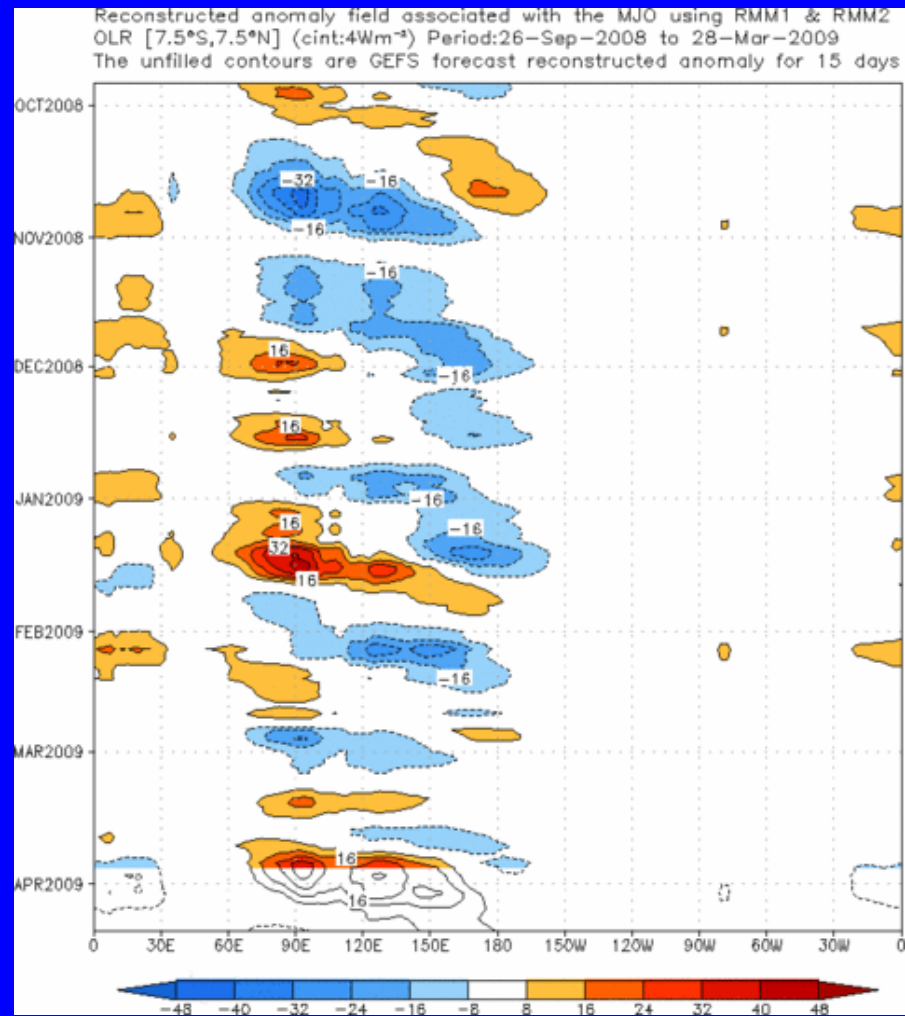 Reconstructed anomaly field associated with the MJO using RMM1 & RMM2
OLR [7.5°S,7.5°N] (cint:4Wm⁻²) Period:26-Sep-2008 to 28-Mar-2009
The unfilled contours are GEFS forecast reconstructed anomaly for 15 days
OCT2008
-32
-16
-16
NOV2008
-16
16
DEC2008
-16
16
JAN2009
-16
16
-16
32
16
FEB2009
-16
MAR2009
16
APR2009
16
0 30E 60E 90E 120E 150E 180 150W 120W 90W 60W 30W 0
-48 -40 -32 -24 -16 -8 8 16 24 32 40 48